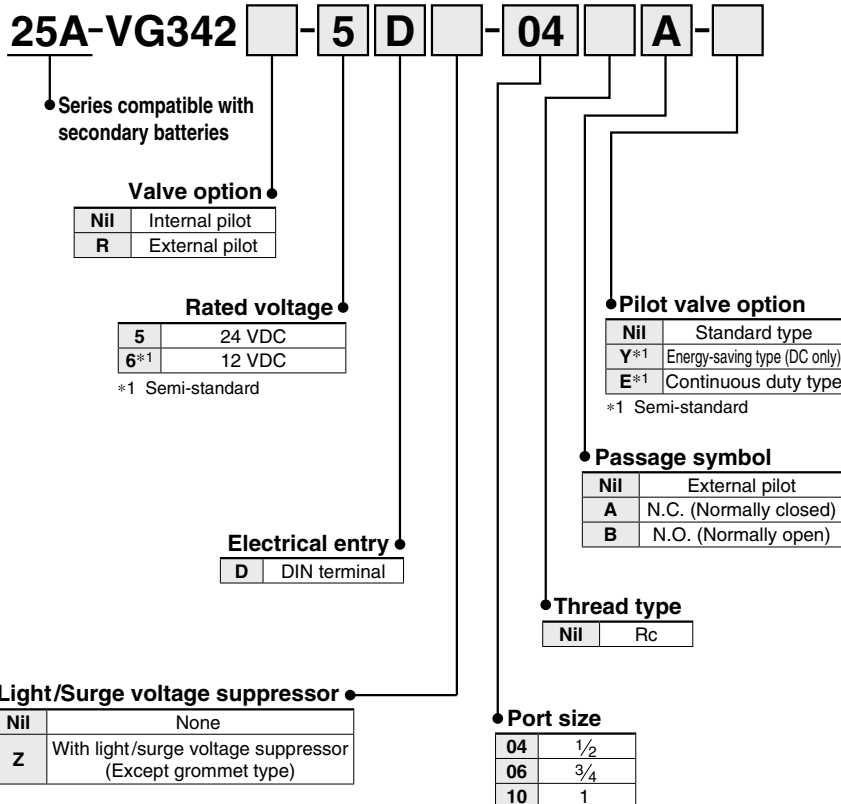 25A-VG342 - 5 D - 04 A -
Series compatible with
secondary batteries
Valve option
Nil Internal pilot
R External pilot
Rated voltage
5 24 VDC
6*1 12 VDC
*1 Semi-standard
Pilot valve option
Nil Standard type
Y*1 Energy-saving type (DC only)
E*1 Continuous duty type
*1 Semi-standard
Passage symbol
Nil External pilot
A N.C. (Normally closed)
B N.O. (Normally open)
Electrical entry
D DIN terminal
Thread type
Nil Rc
Light/Surge voltage suppressor
Nil None
Z With light/surge voltage suppressor
(Except grommet type)
Port size
04 1/2
06 3/4
10 1